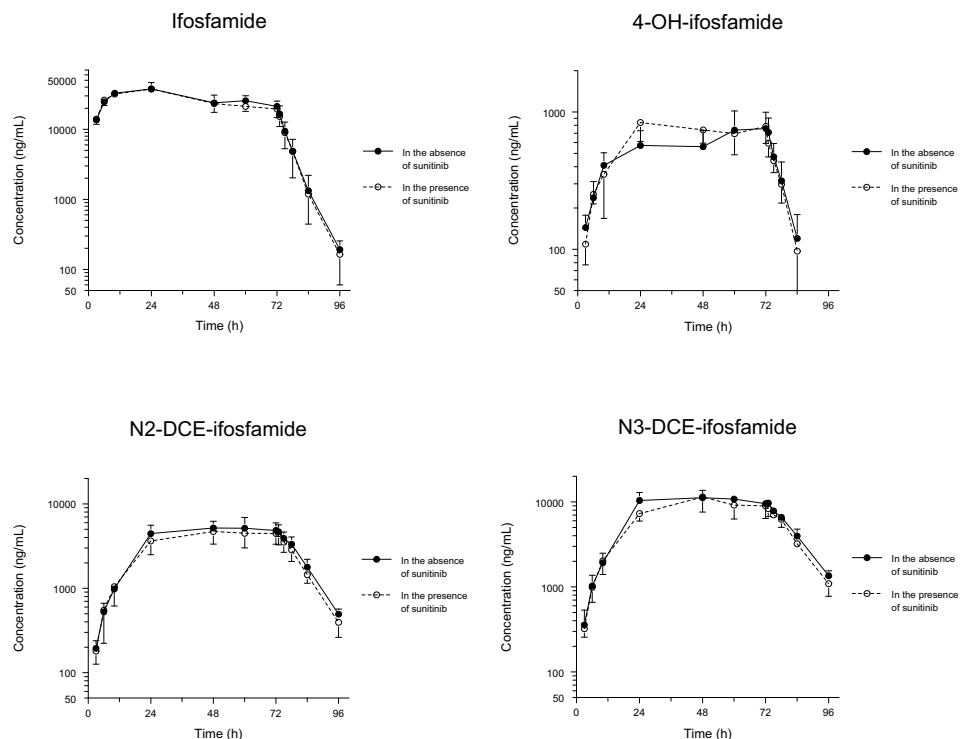 Ifosfamide
50000
10000
1000
100
50
Concentration (ng/mL)
0
24
48
72
96
Time (h)
In the absence
of sunitinib
In the presence
of sunitinib
4-OH-ifosfamide
1000
300
100
50
Concentration (ng/mL)
0
24
48
72
96
Time (h)
In the absence
of sunitinib
In the presence
of sunitinib
N2-DCE-ifosfamide
10000
1000
100
50
Concentration (ng/mL)
0
24
48
72
96
Time (h)
In the absence
of sunitinib
In the presence
of sunitinib
N3-DCE-ifosfamide
10000
1000
100
50
Concentration (ng/mL)
0
24
48
72
96
Time (h)
In the absence
of sunitinib
In the presence
of sunitinib